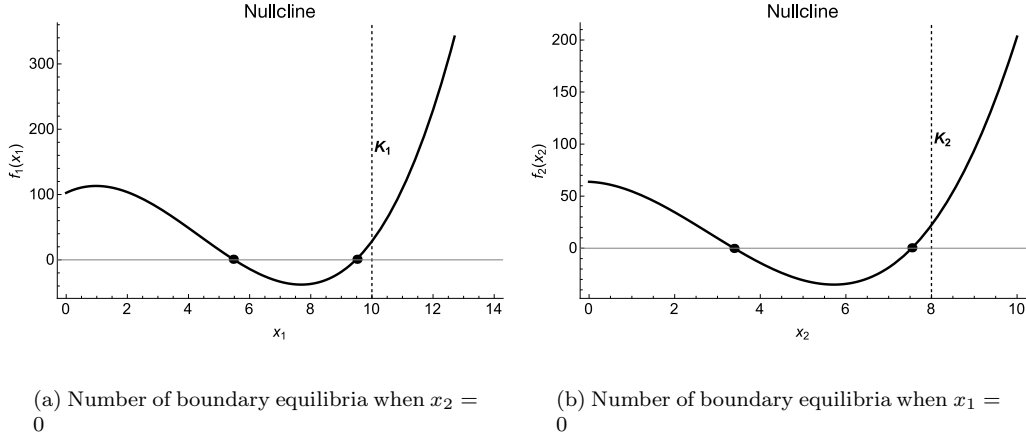 Nullcline
f1(x1)
300
200
100
0
K1
0 2 4 6 8 10 12 14
x1
(a) Number of boundary equilibria when x2 =
0
Nullcline
f2(x2)
200
150
100
50
0
K2
0 2 4 6 8 10
x2
(b) Number of boundary equilibria when x1 =
0